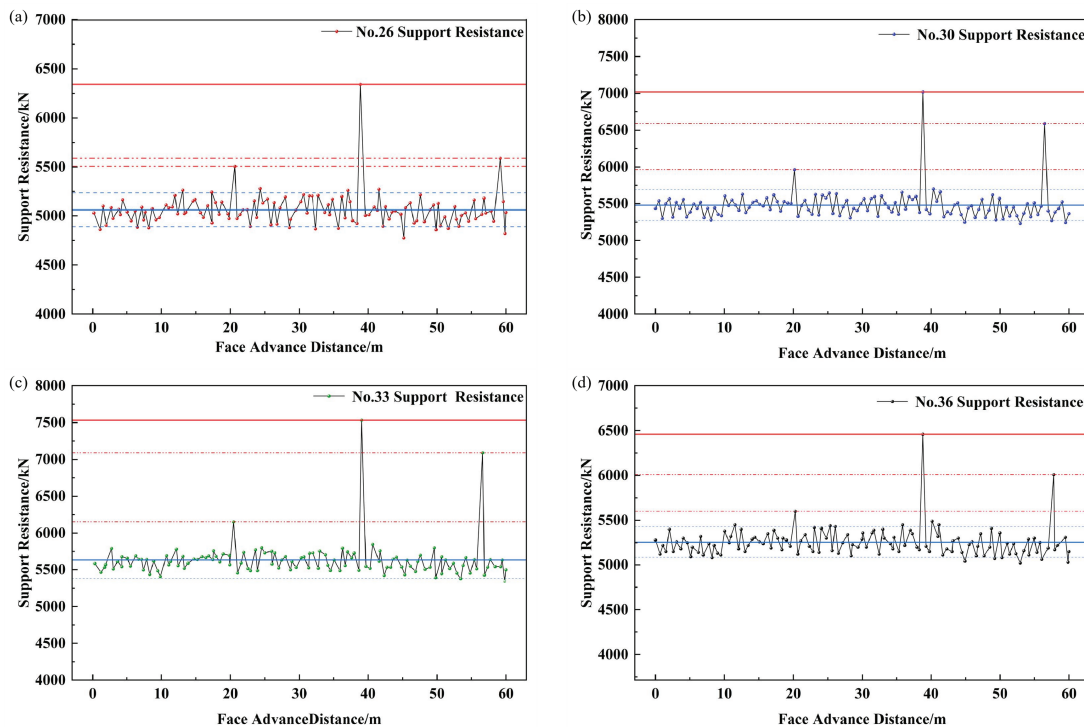 (a)
7000
6500
6000
5500
5000
4500
4000
Support Resistance/kN
No.26 Support Resistance
0 10 20 30 40 50 60
Face Advance Distance/m
(b)
8000
7500
7000
6500
6000
5500
5000
4500
4000
Support Resistance/kN
No.30 Support Resistance
0 10 20 30 40 50 60
Face Advance Distance/m
(c)
8000
7500
7000
6500
6000
5500
5000
4500
4000
Support Resistance/kN
No.33 Support Resistance
0 10 20 30 40 50 60
Face AdvanceDistance/m
(d)
7000
6500
6000
5500
5000
4500
4000
Support Resistance/kN
No.36 Support Resistance
0 10 20 30 40 50 60
Face Advance Distance/m